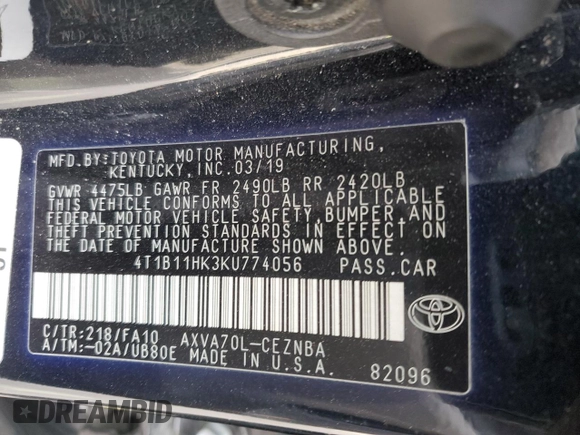 MFD. BY: TOYOTA MOTOR MANUFACTURING,
KENTUCKY, INC. 03/19
GVWR 4475LB GAWR FR 2490LB RR 2420LB
THIS VEHICLE CONFORMS TO ALL APPLICABLE
FEDERAL MOTOR VEHICLE SAFETY, BUMPER, AND
THEFT PREVENTION STANDARDS IN EFFECT ON
THE DATE OF MANUFACTURE SHOWN ABOVE.
4T1B11HK3KU774056 PASS. CAR
C/TR: 218/FA10 AXVA70L-CEZNBA
A/TM: -02A/UB80E MADE IN U.S.A.
82096
TOYOTA
DREAMBID